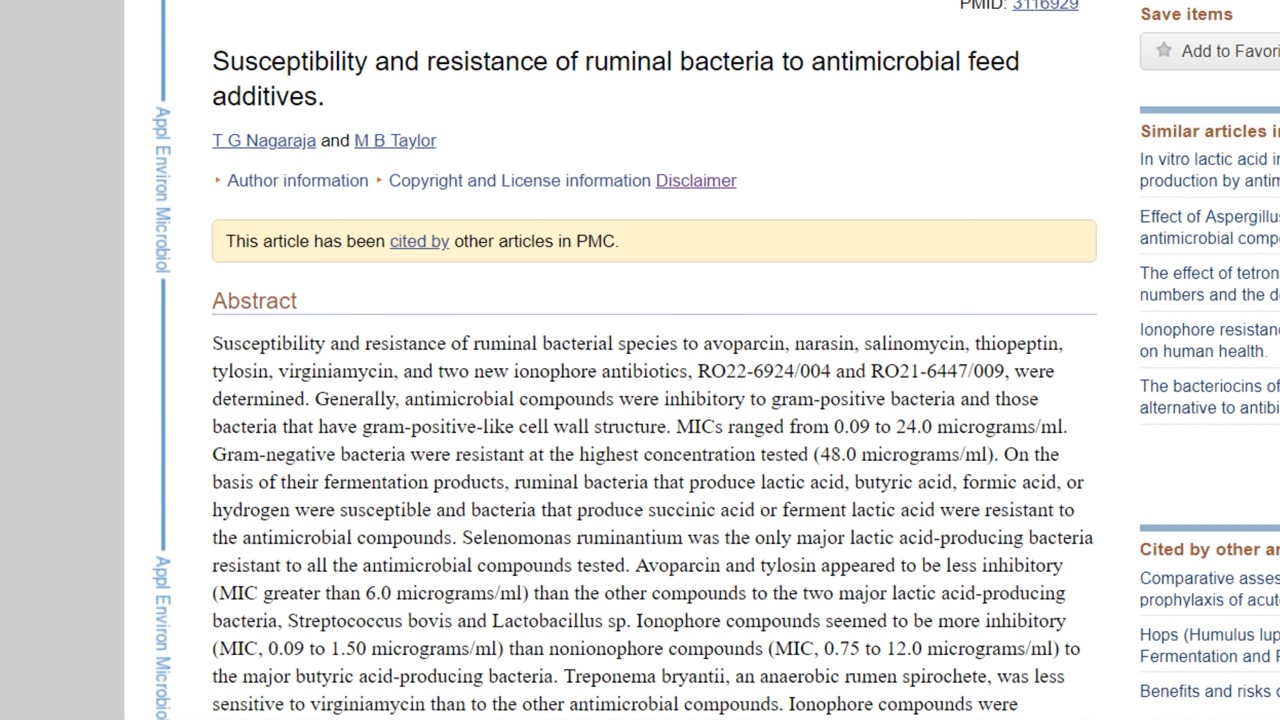 PMID: 3116929
Susceptibility and resistance of ruminal bacteria to antimicrobial feed
additives.
T G Nagaraja and M B Taylor
Author information Copyright and License information Disclaimer
This article has been cited by other articles in PMC.
Abstract
Susceptibility and resistance of ruminal bacterial species to avoparcin, narasin, salinomycin, thiopeptin,
tylosin, virginiamycin, and two new ionophore antibiotics, RO22-6924/004 and RO21-6447/009, were
determined. Generally, antimicrobial compounds were inhibitory to gram-positive bacteria and those
bacteria that have gram-positive-like cell wall structure. MICs ranged from 0.09 to 24.0 micrograms/ml.
Gram-negative bacteria were resistant at the highest concentration tested (48.0 micrograms/ml). On the
basis of their fermentation products, ruminal bacteria that produce lactic acid, butyric acid, formic acid, or
hydrogen were susceptible and bacteria that produce succinic acid or ferment lactic acid were resistant to
the antimicrobial compounds. Selenomonas ruminantium was the only major lactic acid-producing bacteria
resistant to all the antimicrobial compounds tested. Avoparcin and tylosin appeared to be less inhibitory
(MIC greater than 6.0 micrograms/ml) than the other compounds to the two major lactic acid-producing
bacteria, Streptococcus bovis and Lactobacillus sp. Ionophore compounds seemed to be more inhibitory
(MIC, 0.09 to 1.50 micrograms/ml) than nonionophore compounds (MIC, 0.75 to 12.0 micrograms/ml) to
the major butyric acid-producing bacteria. Treponema bryantii, an anaerobic rumen spirochete, was less
sensitive to virginiamycin than to the other antimicrobial compounds. Ionophore compounds were
Appl Environ Microbiol
Appl Environ Microbio
Save items
Add to Favori
Similar articles i
In vitro lactic acid i
production by antim
Effect of Aspergillu
antimicrobial comp
The effect of tetron
numbers and the d
Ionophore resistan
on human health.
The bacteriocins of
alternative to antibi
Cited by other ar
Comparative asses
prophylaxis of acut
Hops (Humulus lup
Fermentation and
Benefits and risks